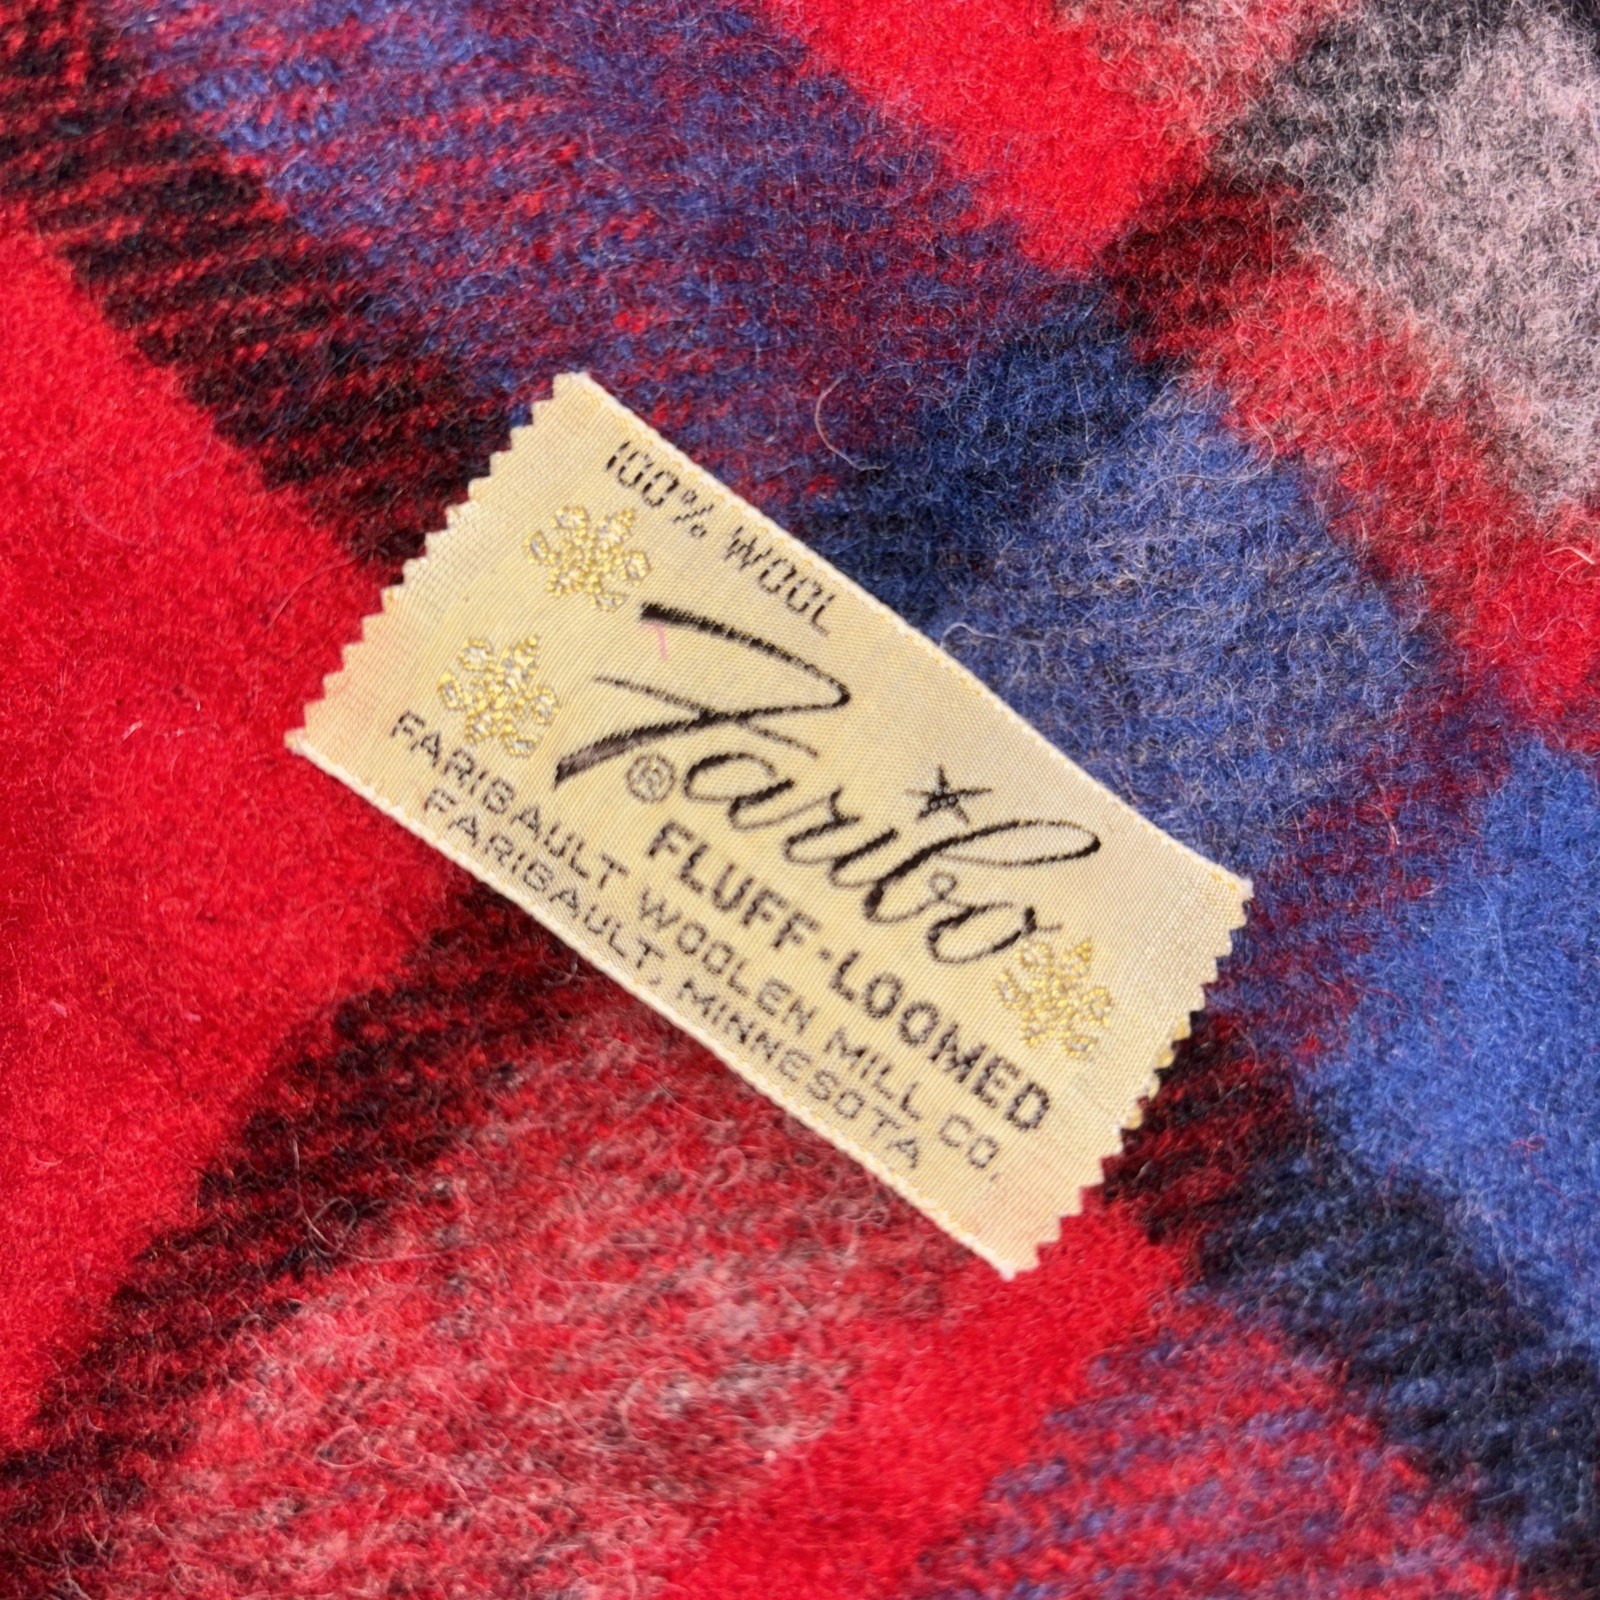 100% WOOL
Faribo
®
FLUFF-LOOMED
FARIBAULT WOOLEN MILL CO.
FARIBAULT, MINNESOTA